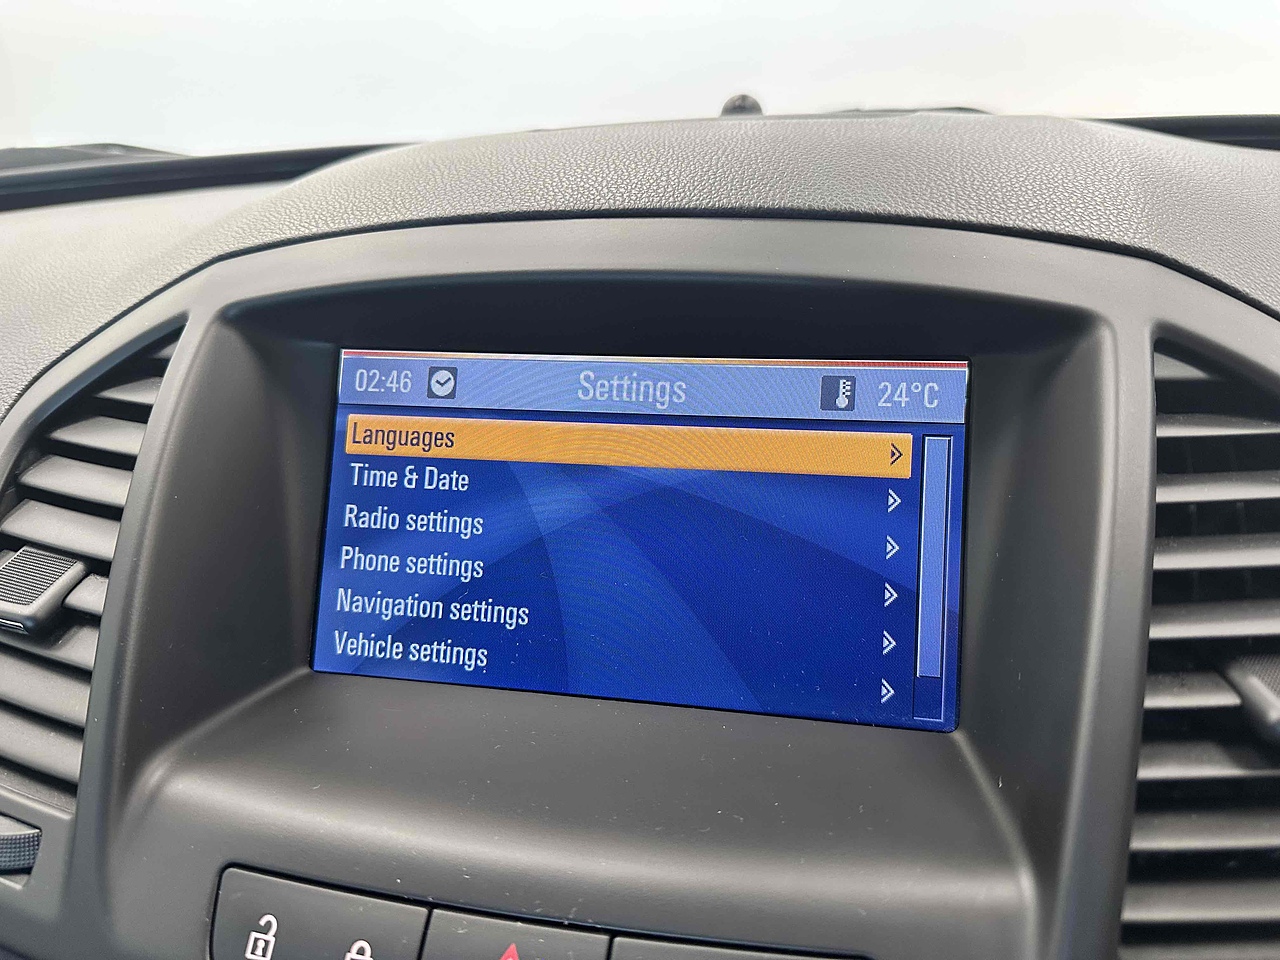 02:46 Settings 24°C
Languages
Time & Date
Radio settings
Phone settings
Navigation settings
Vehicle settings